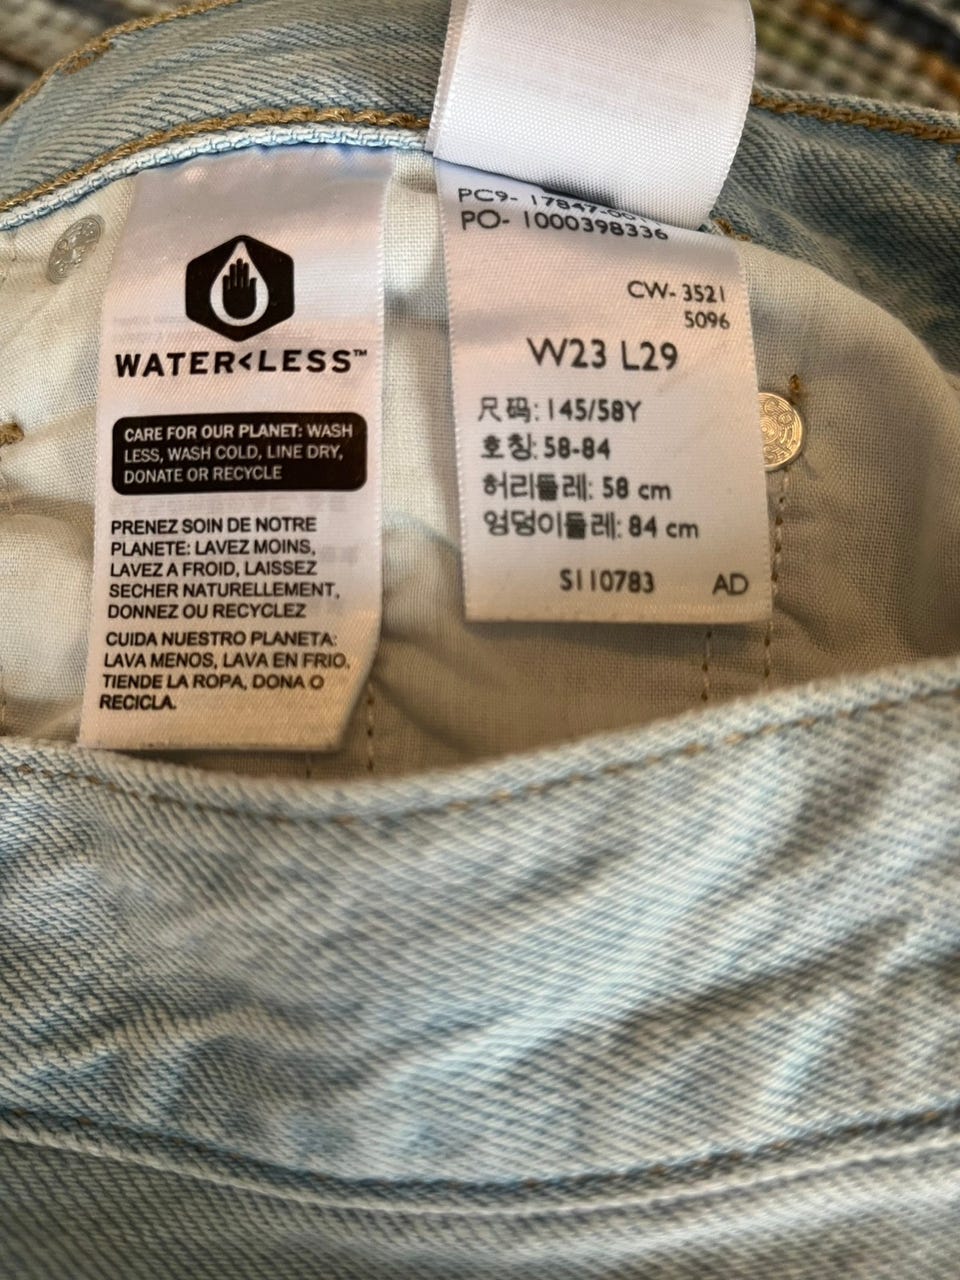 WATER<LESS™
CARE FOR OUR PLANET: WASH
LESS, WASH COLD, LINE DRY,
DONATE OR RECYCLE
PRENEZ SOIN DE NOTRE
PLANETE: LAVEZ MOINS,
LAVEZ A FROID, LAISSEZ
SECHER NATURELLEMENT,
DONNEZ OU RECYCLEZ
CUIDA NUESTRO PLANETA:
LAVA MENOS, LAVA EN FRIO,
TIENDE LA ROPA, DONA O
RECICLA.
PC9-
PO- 1000398336
CW- 3521
5096
W23 L29
尺码: 145/58Y
호칭: 58-84
허리둘레: 58 cm
엉덩이둘레: 84 cm
S110783 AD